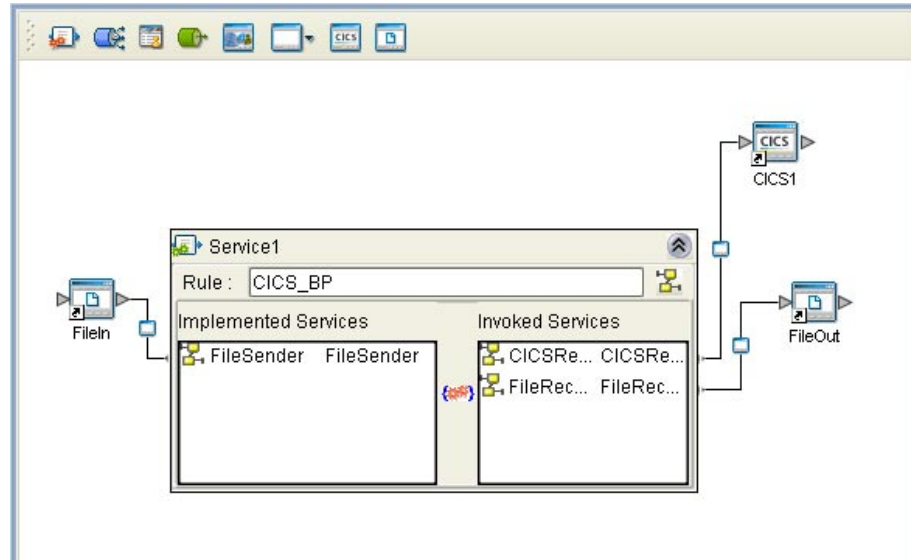 CICS
CICS
CICS1
Service1
Rule : CICS_BP
Implemented Services Invoked Services
FileSender FileSender
CICSRe... CICSRe...
FileRec... FileRec...
FileIn
FileOut